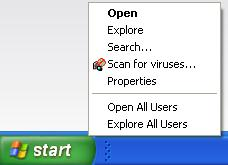 Open
Explore
Search...
Scan for viruses...
Properties
Open All Users
Explore All Users
start